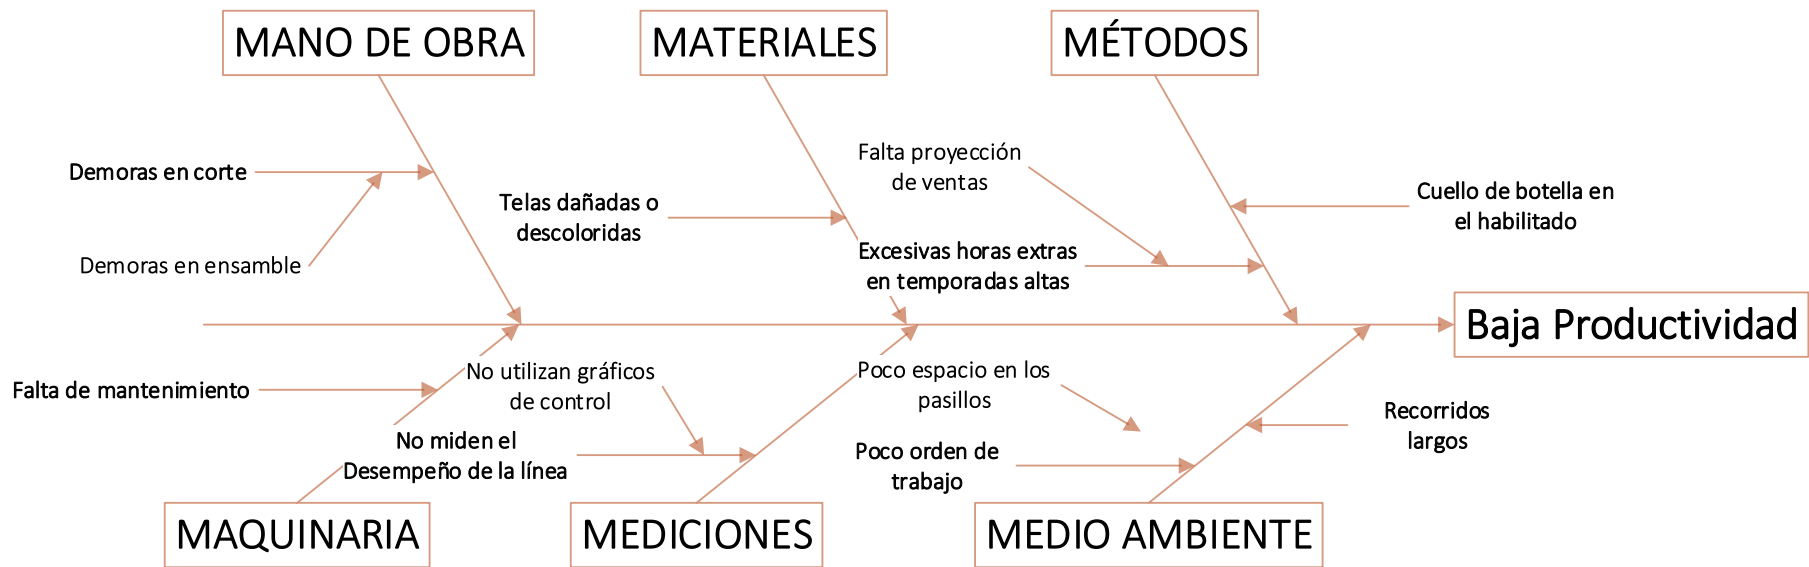 MANO DE OBRA
MATERIALES
MÉTODOS
Demoras en corte
Demoras en ensamble
Telas dañadas o
descoloridas
Falta proyección
de ventas
Excesivas horas extras
en temporadas altas
Cuello de botella en
el habilitado
Baja Productividad
Falta de mantenimiento
No utilizan gráficos
de control
No miden el
Desempeño de la línea
Poco espacio en los
pasillos
Poco orden de
trabajo
Recorridos
largos
MAQUINARIA
MEDICIONES
MEDIO AMBIENTE